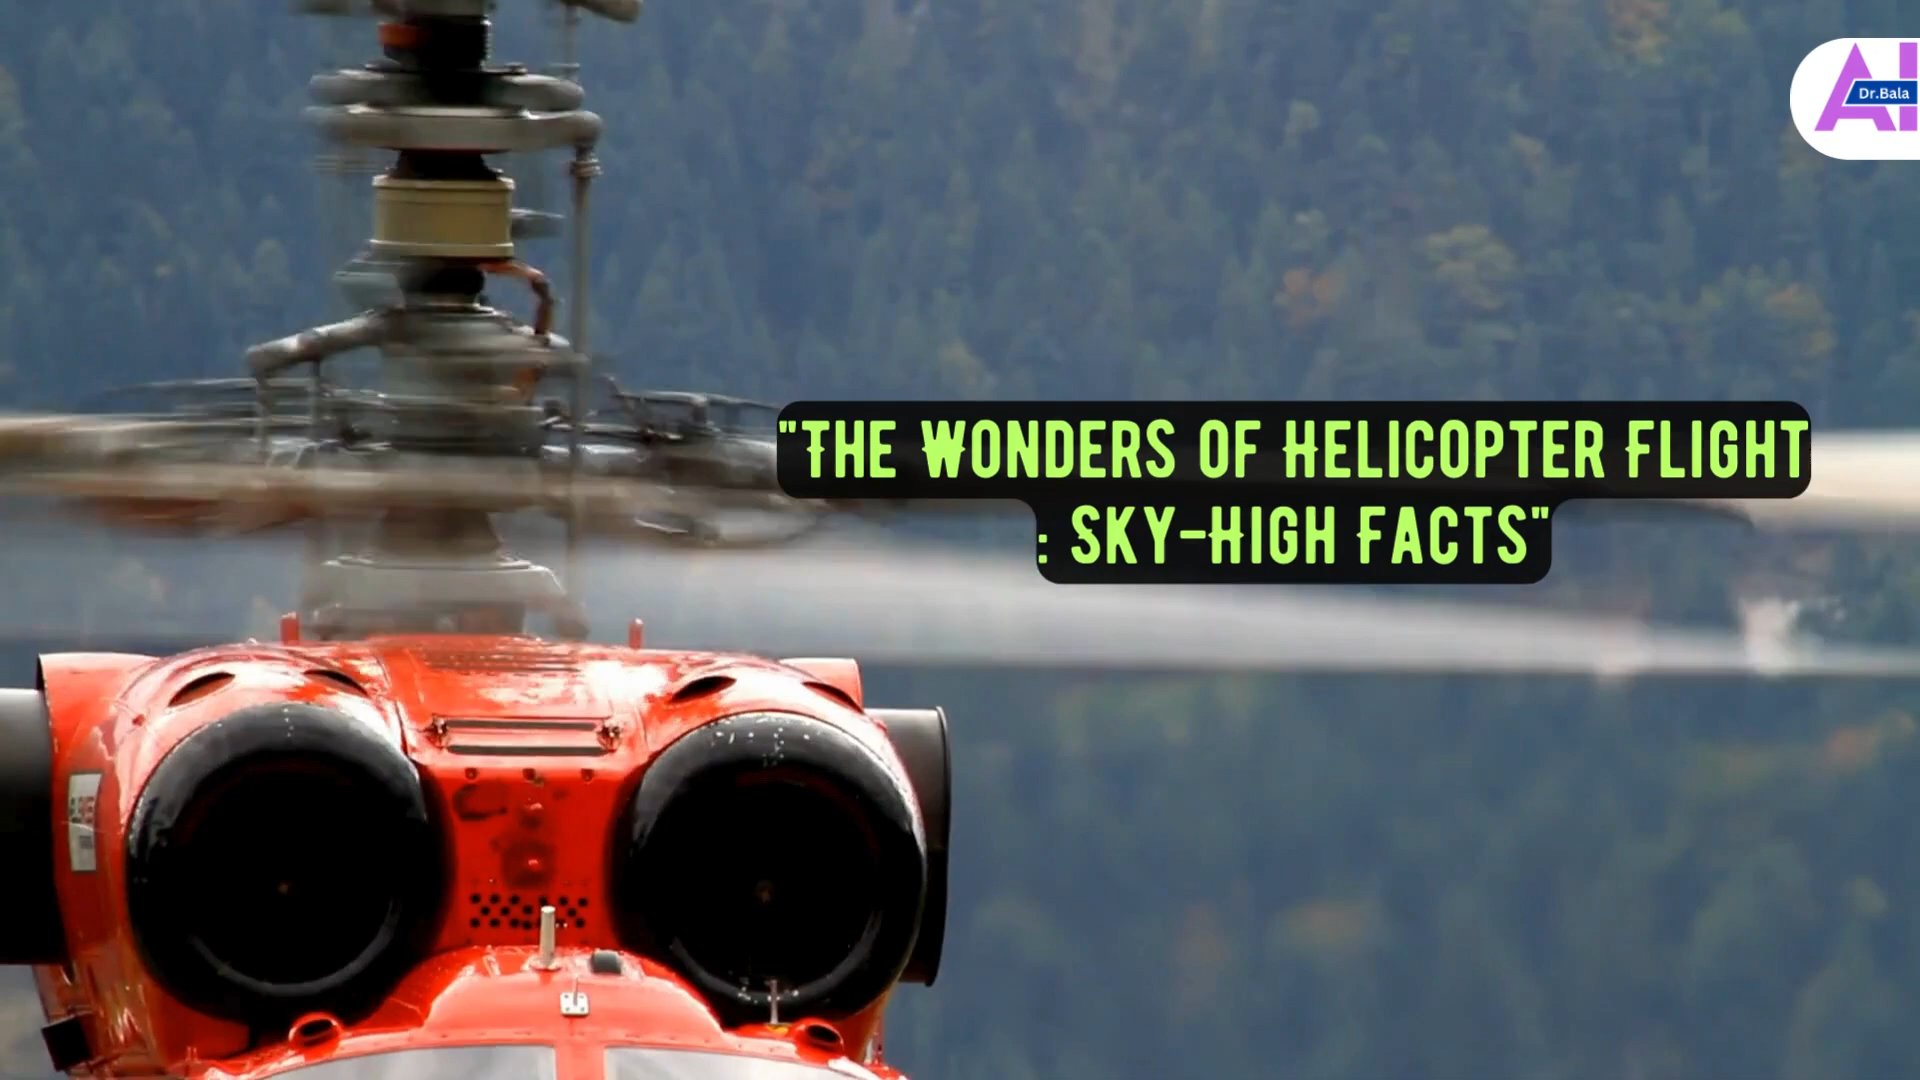 AI
Dr.Bala
"The Wonders of Helicopter Flight
: Sky-High Facts"